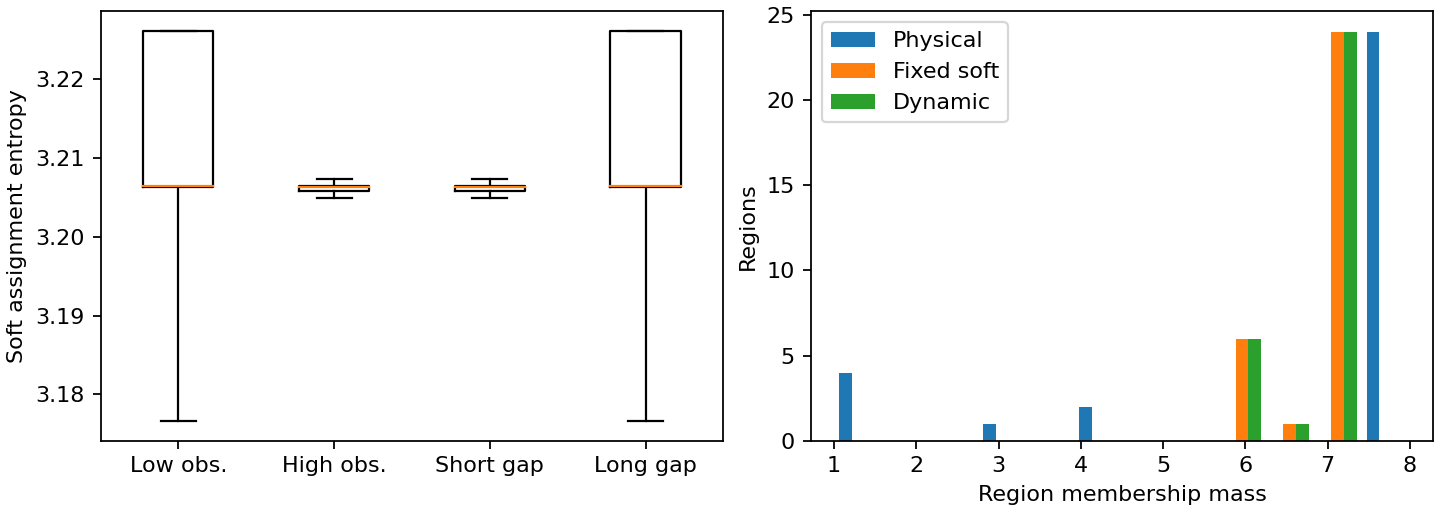 Soft assignment entropy
3.22
3.21
3.20
3.19
3.18
Low obs. High obs. Short gap Long gap
Regions
25
20
15
10
5
0
Physical
Fixed soft
Dynamic
1 2 3 4 5 6 7 8
Region membership mass